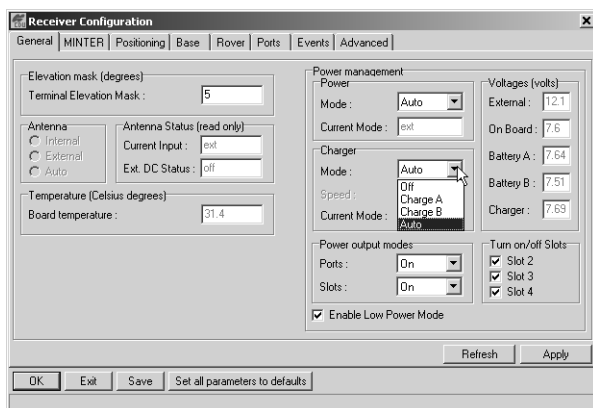 Receiver Configuration
General MINTER Positioning Base Rover Ports Events Advanced
Elevation mask (degrees)
Terminal Elevation Mask : 5
Antenna
Internal
External
Auto
Antenna Status (read only)
Current Input : ext
Ext. DC Status : off
Temperature (Celsius degrees)
Board temperature : 31.4
Power management
Power
Mode : Auto
Current Mode : ext
Charger
Mode : Auto
Off
Charge A
Charge B
Auto
Speed :
Current Mode :
Voltages (volts)
External : 12.1
On Board : 7.6
Battery A : 7.64
Battery B : 7.51
Charger : 7.69
Power output modes
Ports : On
Slots : On
Turn on/off Slots
Slot 2
Slot 3
Slot 4
Enable Low Power Mode
Refresh Apply
OK Exit Save Set all parameters to defaults